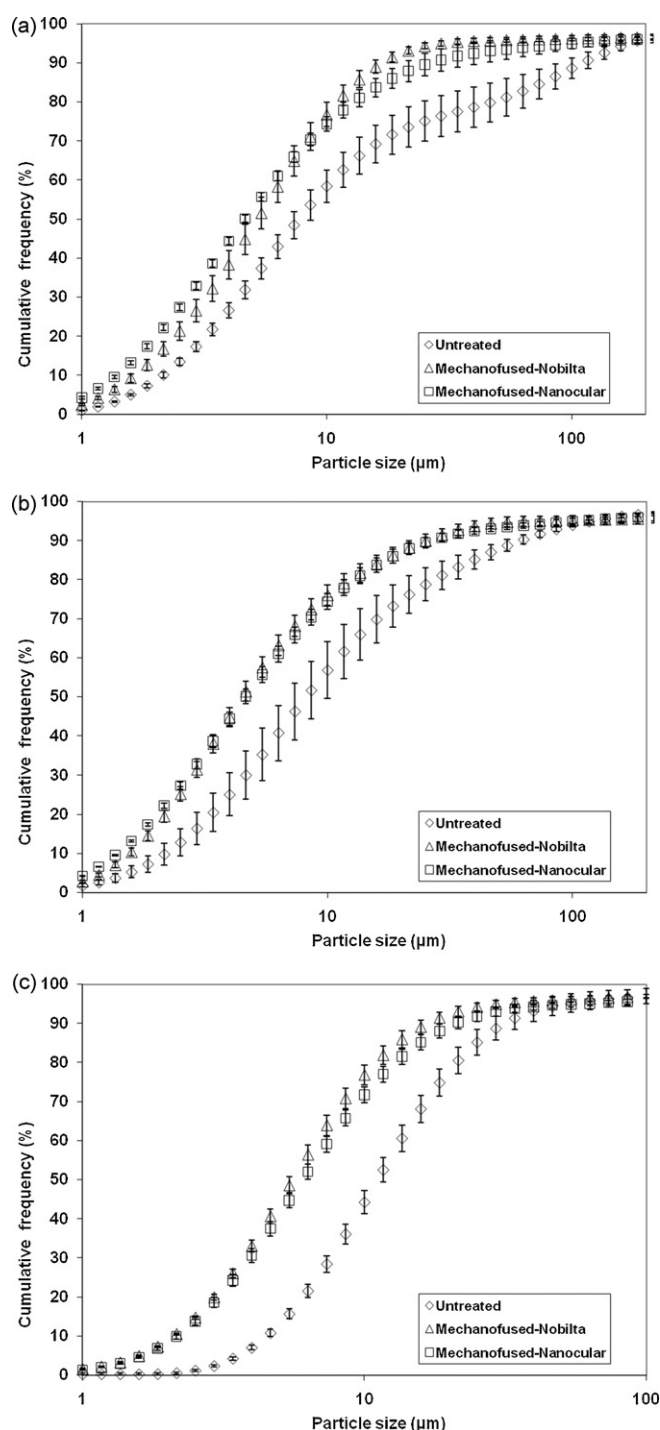 (a)
100
90
80
70
60
50
40
30
20
10
0
Cumulative frequency (%)
Untreated
Mechanofused-Nobilta
Mechanofused-Nanocular
1 10 100
Particle size (µm)
(b)
100
90
80
70
60
50
40
30
20
10
0
Cumulative frequency (%)
Untreated
Mechanofused-Nobilta
Mechanofused-Nanocular
1 10 100
Particle size (µm)
(c)
100
90
80
70
60
50
40
30
20
10
0
Cumulative frequency (%)
Untreated
Mechanofused-Nobilta
Mechanofused-Nanocular
1 10 100
Particle size (µm)